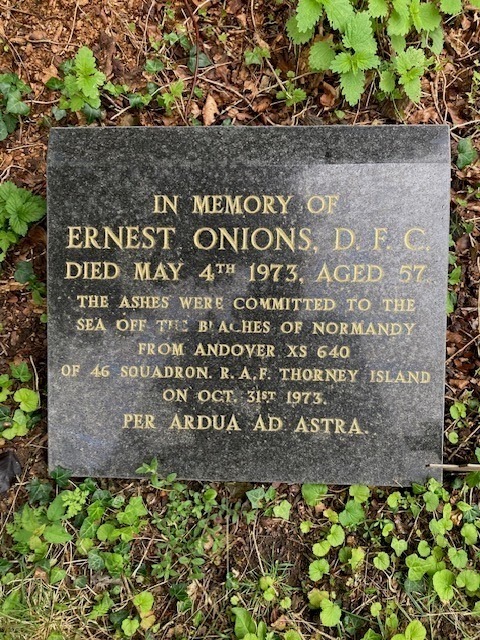 IN MEMORY OF
ERNEST ONIONS, D. F. C.
DIED MAY 4TH 1973, AGED 57
THE ASHES WERE COMMITTED TO THE
SEA OFF THE BEACHES OF NORMANDY
FROM ANDOVER XS 640
OF 46 SQUADRON. R. A. F. THORNEY ISLAND
ON OCT. 31ST 1973.
PER ARDUA AD ASTRA.